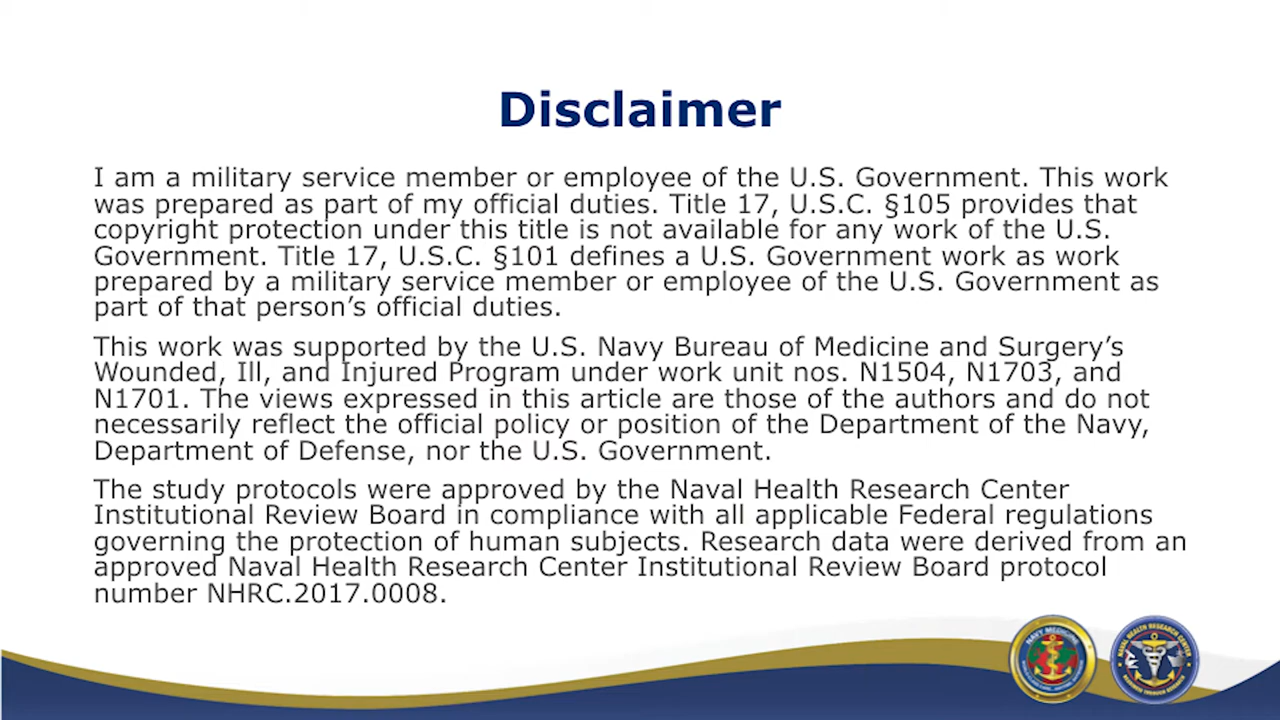 Disclaimer
I am a military service member or employee of the U.S. Government. This work
was prepared as part of my official duties. Title 17, U.S.C. §105 provides that
copyright protection under this title is not available for any work of the U.S.
Government. Title 17, U.S.C. §101 defines a U.S. Government work as work
prepared by a military service member or employee of the U.S. Government as
part of that person’s official duties.
This work was supported by the U.S. Navy Bureau of Medicine and Surgery’s
Wounded, Ill, and Injured Program under work unit nos. N1504, N1703, and
N1701. The views expressed in this article are those of the authors and do not
necessarily reflect the official policy or position of the Department of the Navy,
Department of Defense, nor the U.S. Government.
The study protocols were approved by the Naval Health Research Center
Institutional Review Board in compliance with all applicable Federal regulations
governing the protection of human subjects. Research data were derived from an
approved Naval Health Research Center Institutional Review Board protocol
number NHRC.2017.0008.
NAVY MEDICINE
NAVAL HEALTH RESEARCH CENTER